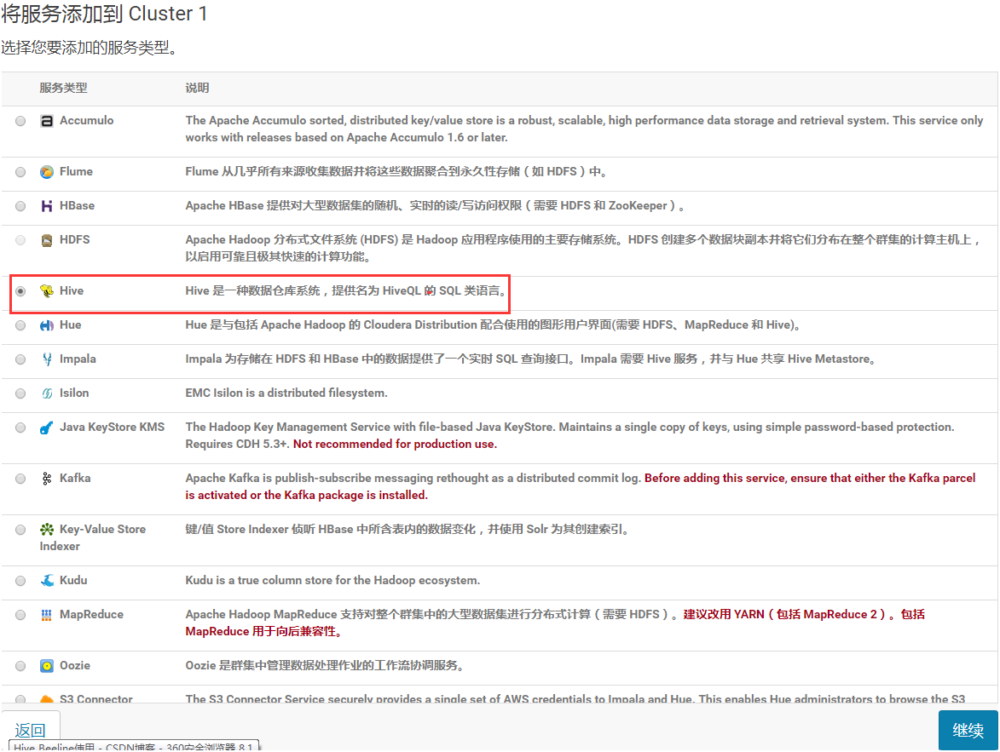 将服务添加到 Cluster 1
选择您要添加的服务类型。
服务类型 说明
Accumulo The Apache Accumulo sorted, distributed key/value store is a robust, scalable, high performance data storage and retrieval system. This service only
works with releases based on Apache Accumulo 1.6 or later.
Flume Flume 从几乎所有来源收集数据并将这些数据聚合到永久性存储（如 HDFS）中。
HBase Apache HBase 提供对大型数据集的随机、实时的读/写访问权限（需要 HDFS 和 ZooKeeper）。
HDFS Apache Hadoop 分布式文件系统 (HDFS) 是 Hadoop 应用程序使用的主要存储系统。HDFS 创建多个数据块副本并将它们分布在整个群集的计算主机上，
以启用可靠且极其快速的计算功能。
Hive Hive 是一种数据仓库系统，提供名为 HiveQL 的 SQL 类语言。
Hue Hue 是与包括 Apache Hadoop 的 Cloudera Distribution 配合使用的图形用户界面(需要 HDFS、MapReduce 和 Hive)。
Impala Impala 为存储在 HDFS 和 HBase 中的数据提供了一个实时 SQL 查询接口。Impala 需要 Hive 服务，并与 Hue 共享 Hive Metastore。
Isilon EMC Isilon is a distributed filesystem.
Java KeyStore KMS The Hadoop Key Management Service with file-based Java KeyStore. Maintains a single copy of keys, using simple password-based protection.
Requires CDH 5.3+. Not recommended for production use.
Kafka Apache Kafka is publish-subscribe messaging rethought as a distributed commit log. Before adding this service, ensure that either the Kafka parcel
is activated or the Kafka package is installed.
Key-Value Store 键/值 Store Indexer 侦听 HBase 中所含表内的数据变化，并使用 Solr 为其创建索引。
Indexer
Kudu Kudu is a true column store for the Hadoop ecosystem.
MapReduce Apache Hadoop MapReduce 支持对整个群集中的大型数据集进行分布式计算（需要 HDFS）。建议改用 YARN（包括 MapReduce 2）。包括
MapReduce 用于向后兼容性。
Oozie Oozie 是群集中管理数据处理作业的工作流协调服务。
S3 Connector The S3 Connector Service securely provides a single set of AWS credentials to Impala and Hue. This enables Hue administrators to browse the S3
返回 继续
Hive Beeline使用 - CSDN博客 - 360安全浏览器 8.1